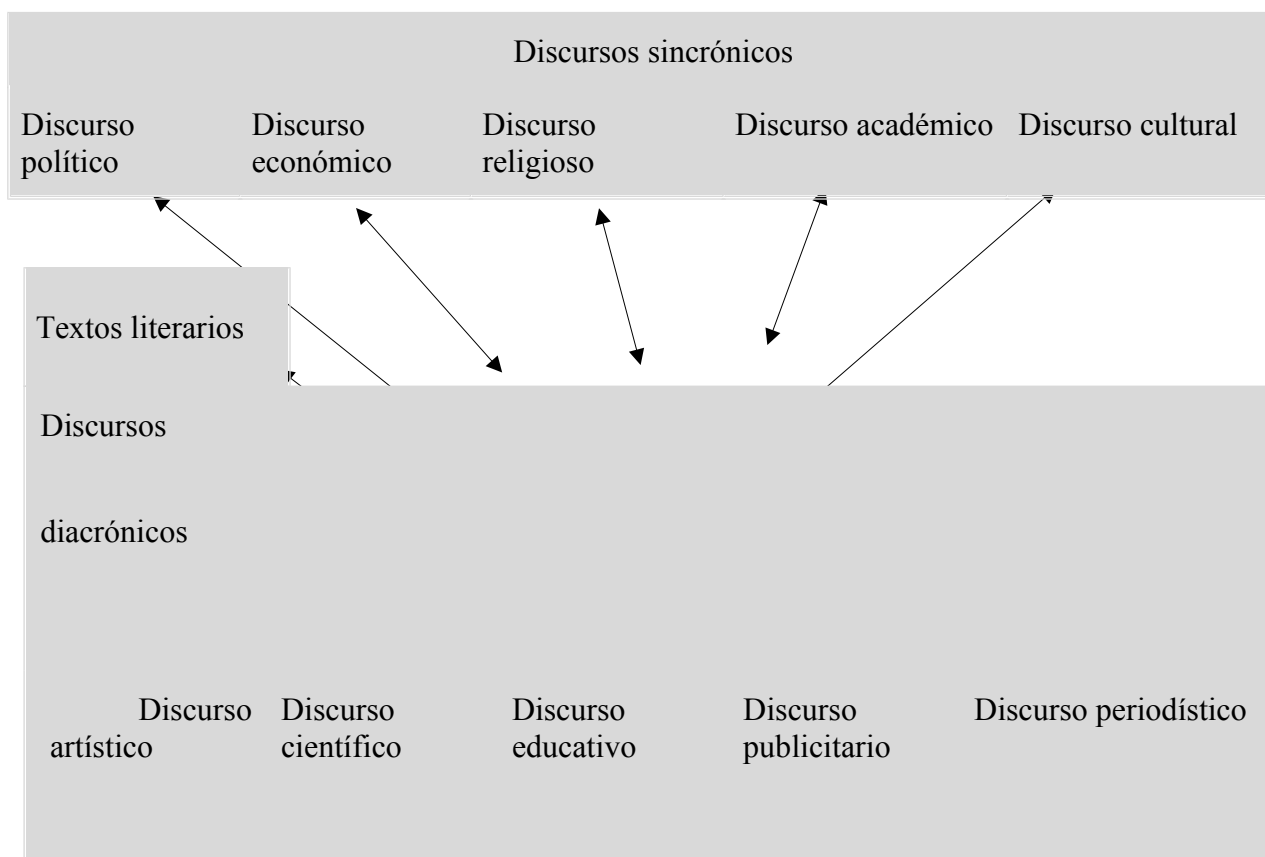 Discursos sincrónicos
Discurso político
Discurso económico
Discurso religioso
Discurso académico
Discurso cultural
Textos literarios
Discursos
diacrónicos
Discurso artístico
Discurso científico
Discurso educativo
Discurso publicitario
Discurso periodístico